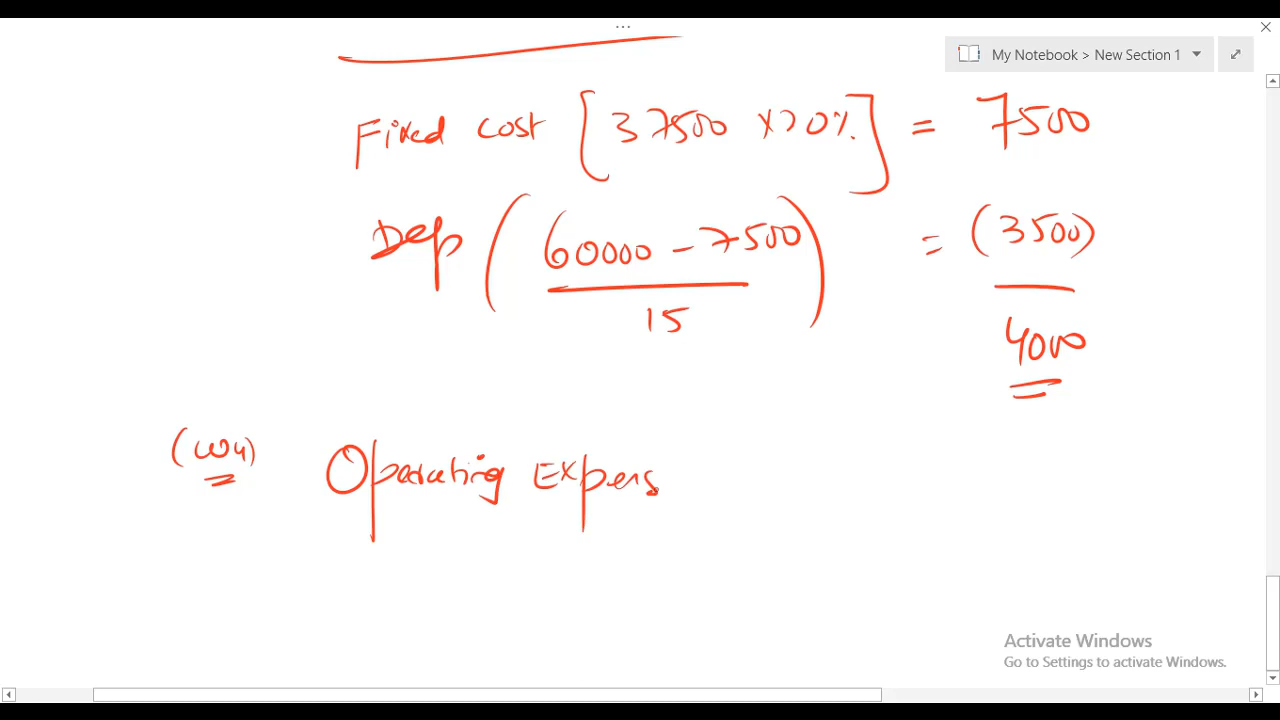 ...
My Notebook > New Section 1
Fixed cost [37500 x20%] = 7500
Dep (60000 - 7500 = (3500)
15)
4000
(W4) Operating Expens
Activate Windows
Go to Settings to activate Windows.